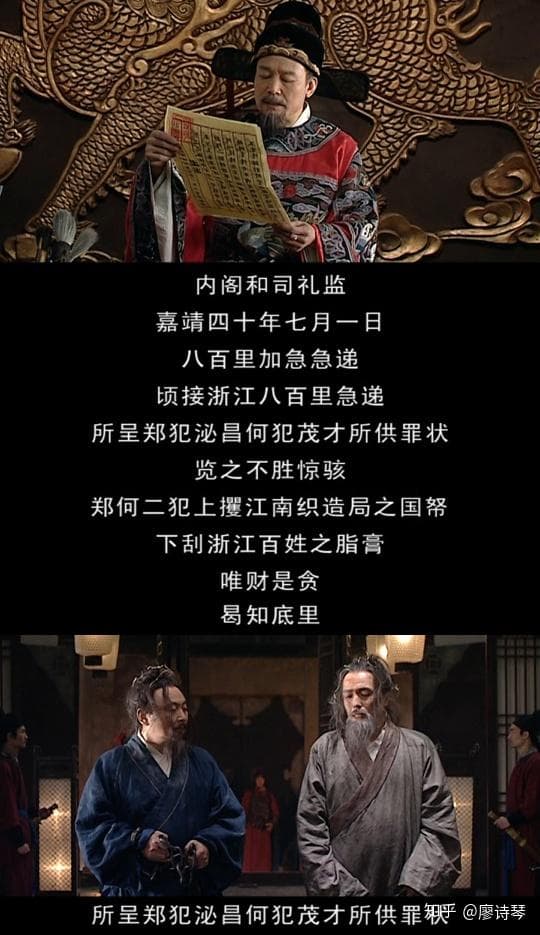 内阁和司礼监
嘉靖四十年七月一日
八百里加急急递
顷接浙江八百里急递
所呈郑犯泌昌何犯茂才所供罪状
览之不胜惊骇
郑何二犯上攫江南织造局之国帑
下刮浙江百姓之脂膏
唯财是贪
曷知底里
所呈郑犯泌昌何犯茂才所供罪状
知乎 @廖诗琴